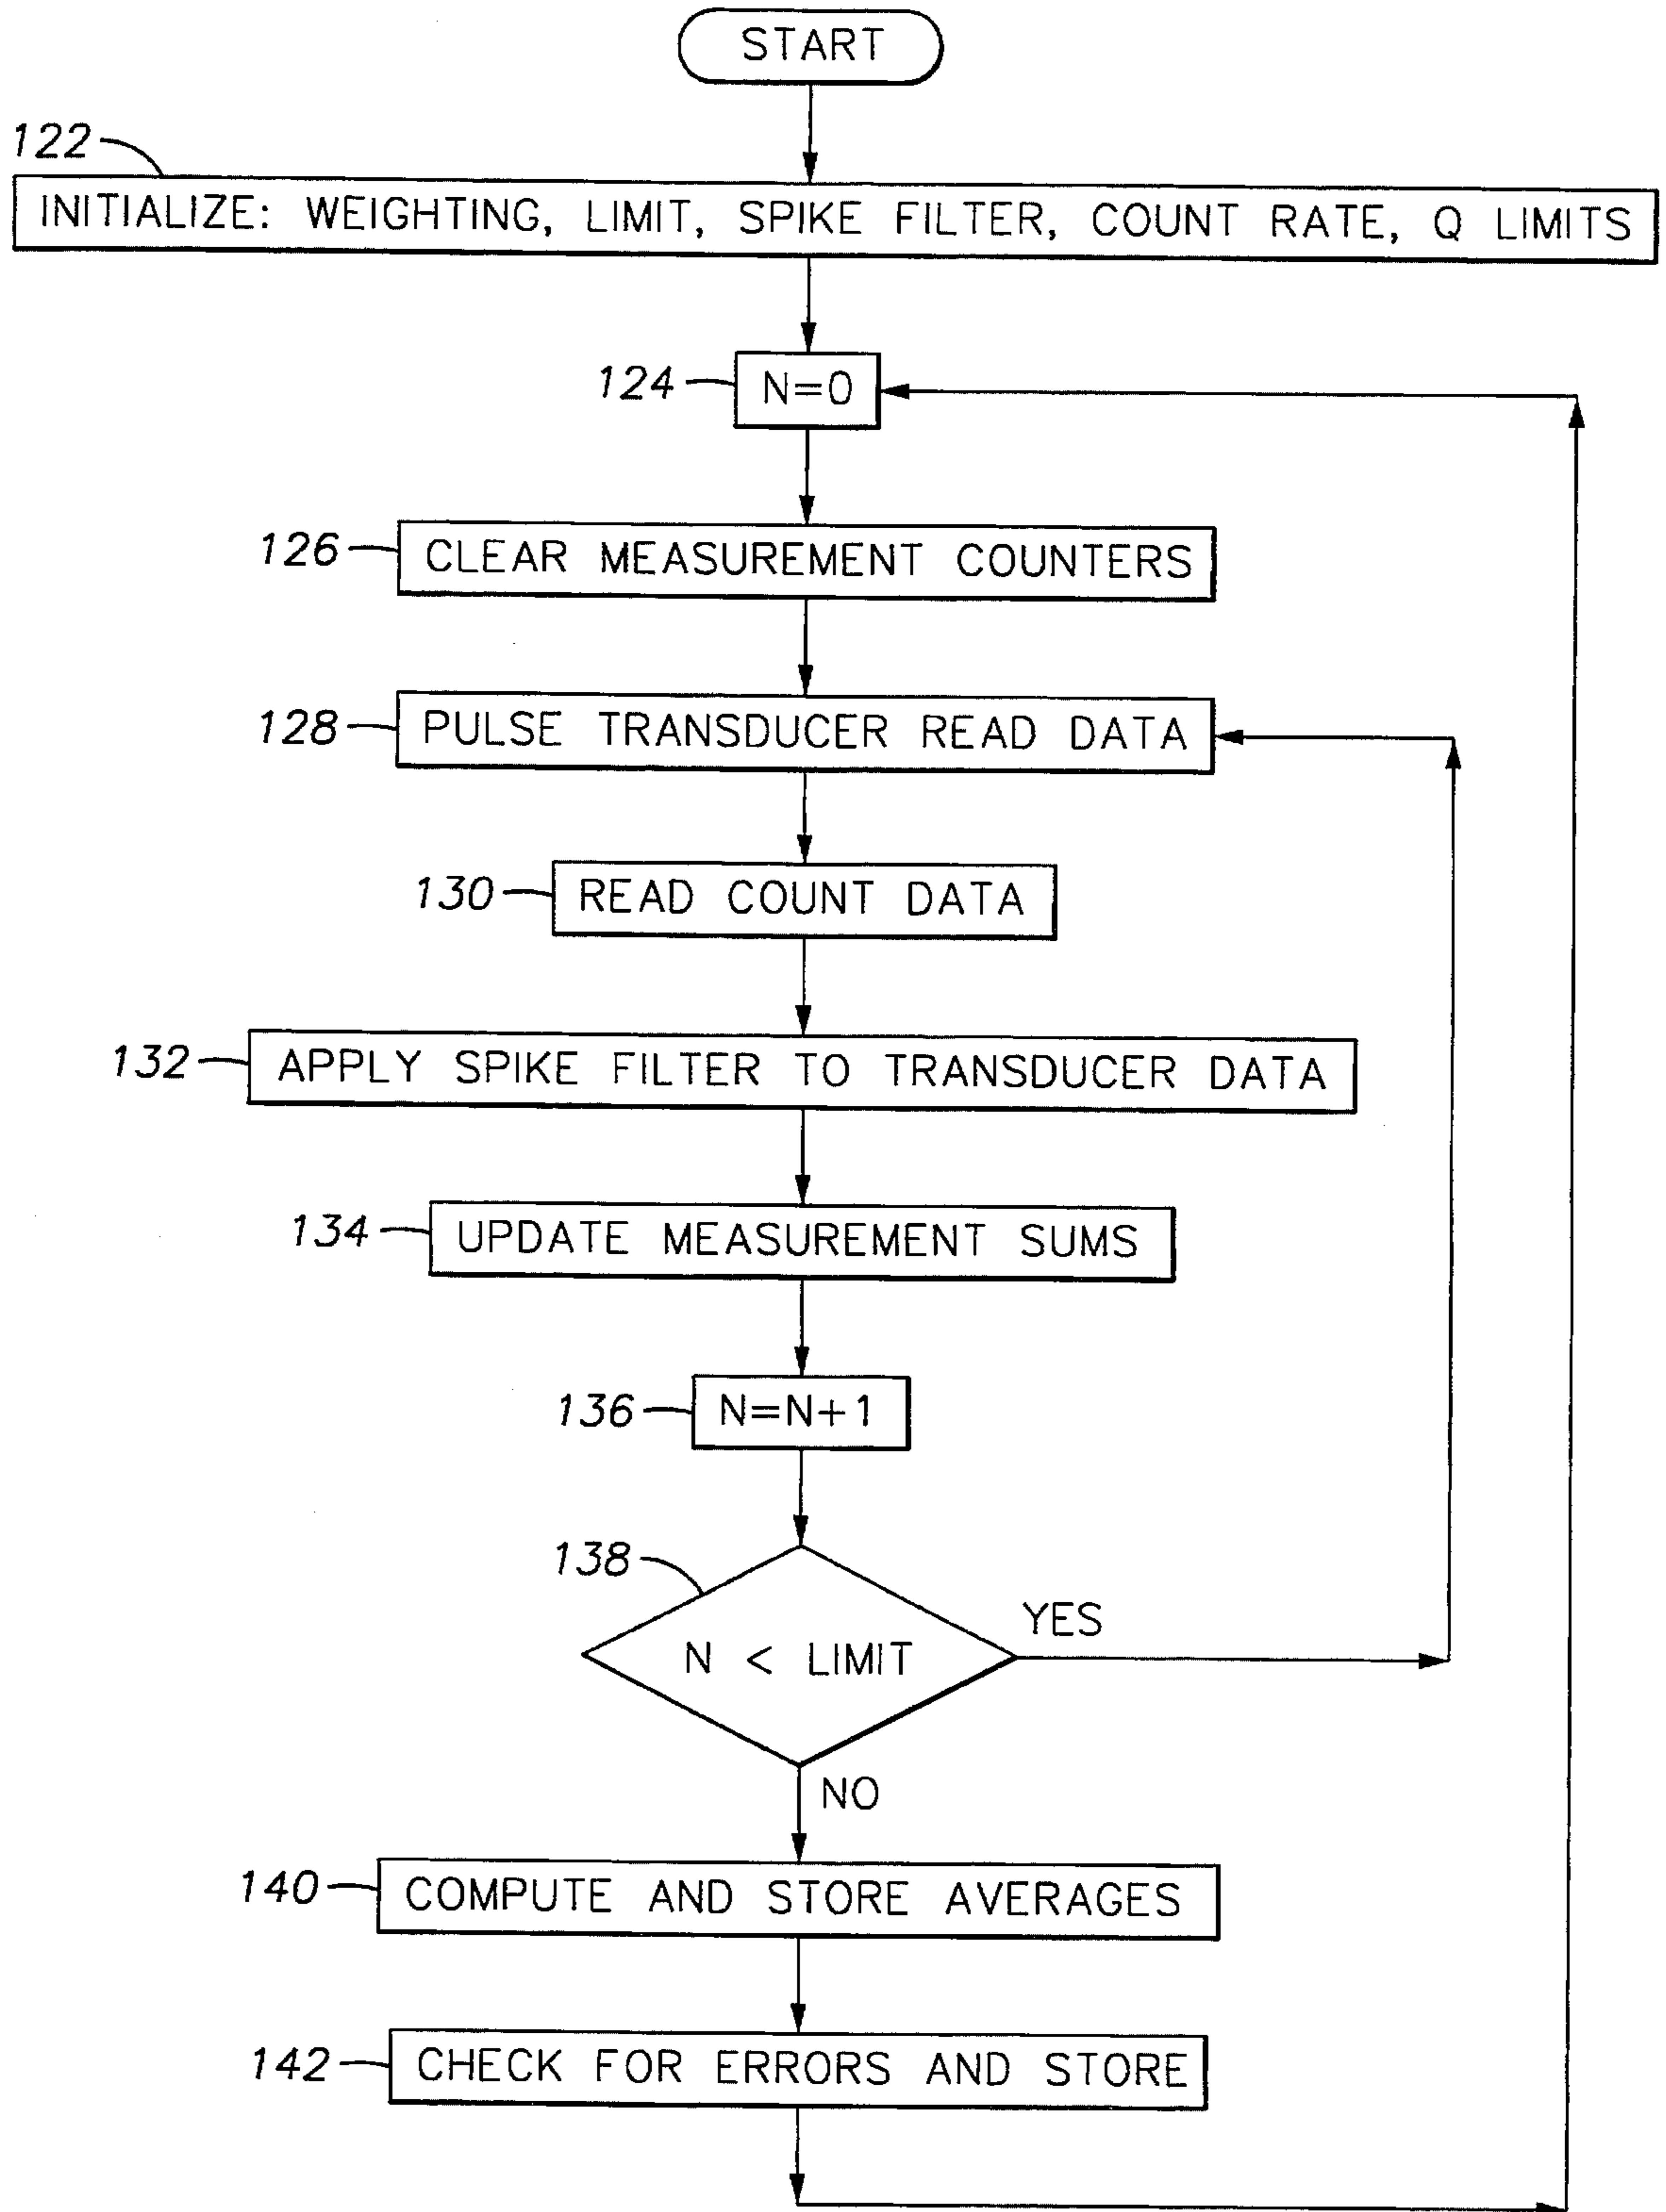 START
122
INITIALIZE: WEIGHTING, LIMIT, SPIKE FILTER, COUNT RATE, Q LIMITS
124
N=0
126
CLEAR MEASUREMENT COUNTERS
128
PULSE TRANSDUCER READ DATA
130
READ COUNT DATA
132
APPLY SPIKE FILTER TO TRANSDUCER DATA
134
UPDATE MEASUREMENT SUMS
136
N=N+1
138
N < LIMIT
YES
NO
140
COMPUTE AND STORE AVERAGES
142
CHECK FOR ERRORS AND STORE